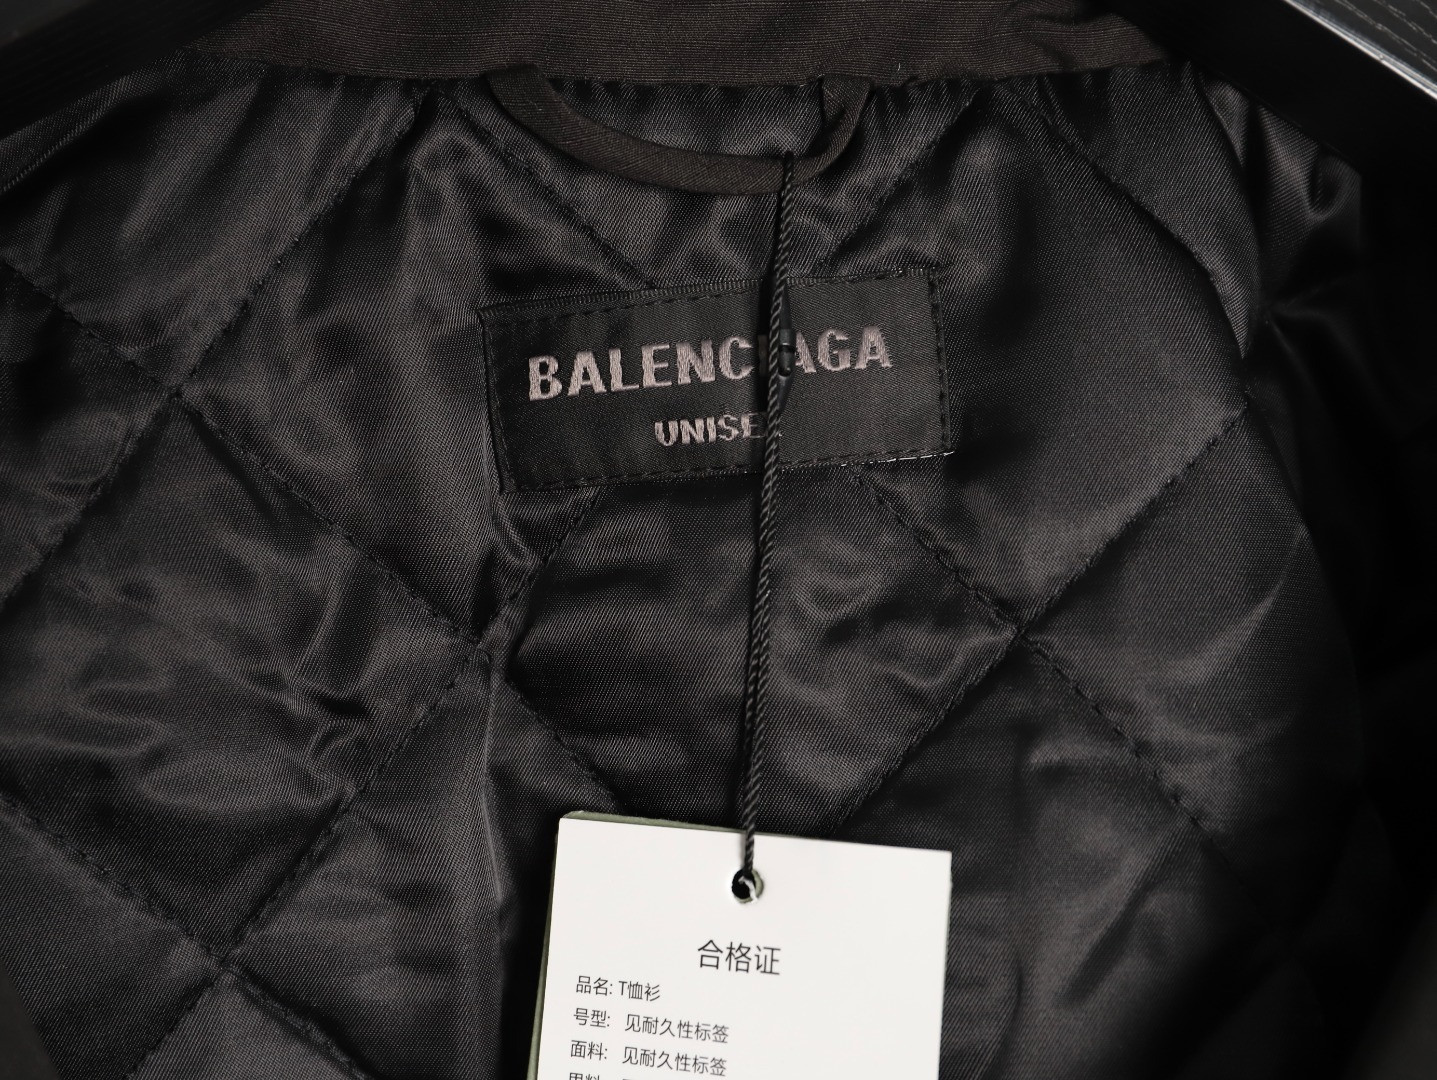 BALENCIAGA
UNISEX
合格证
品名: T恤衫
号型: 见耐久性标签
面料: 见耐久性标签